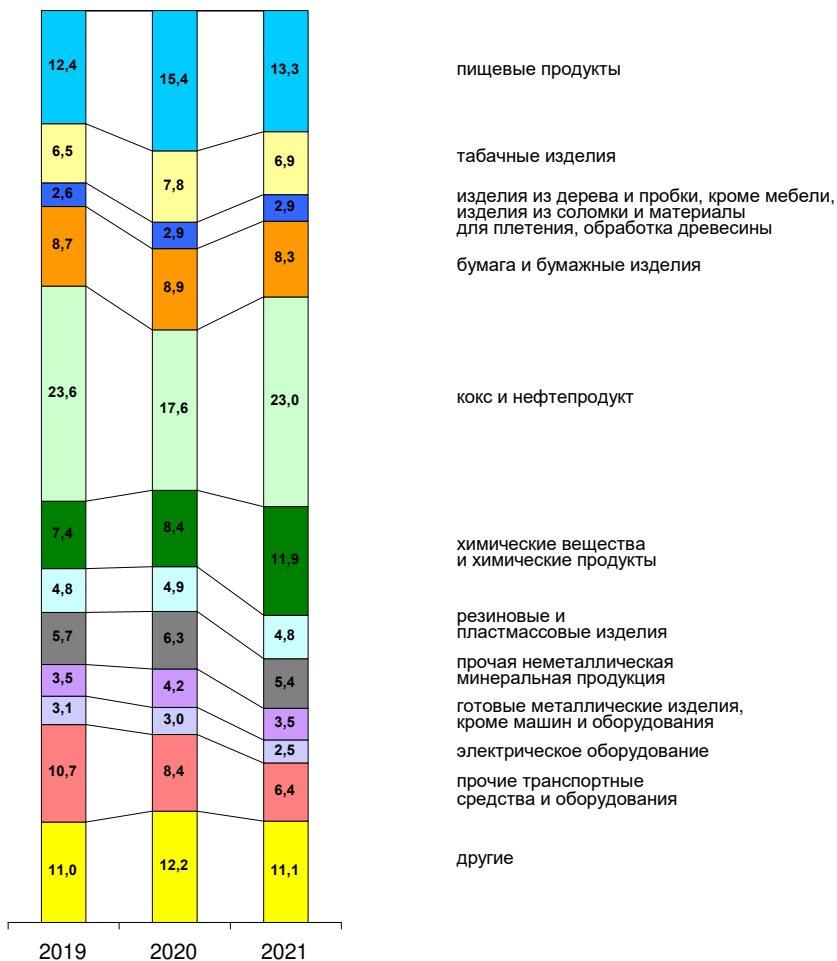 12,4 15,4 13,3 пищевые продукты
6,5 7,8 6,9 табачные изделия
2,6 2,9 2,9 изделия из дерева и пробки, кроме мебели,
изделия из соломки и материалы
для плетения, обработка древесины
8,7 8,9 8,3 бумага и бумажные изделия
23,6 17,6 23,0 кокс и нефтепродукт
7,4 8,4 11,9 химические вещества
и химические продукты
4,8 4,9 4,8 резиновые и
пластмассовые изделия
5,7 6,3 5,4 прочая неметаллическая
минеральная продукция
3,5 4,2 3,5 готовые металлические изделия,
кроме машин и оборудования
3,1 3,0 2,5 электрическое оборудование
10,7 8,4 6,4 прочие транспортные
средства и оборудования
11,0 12,2 11,1 другие
2019 2020 2021